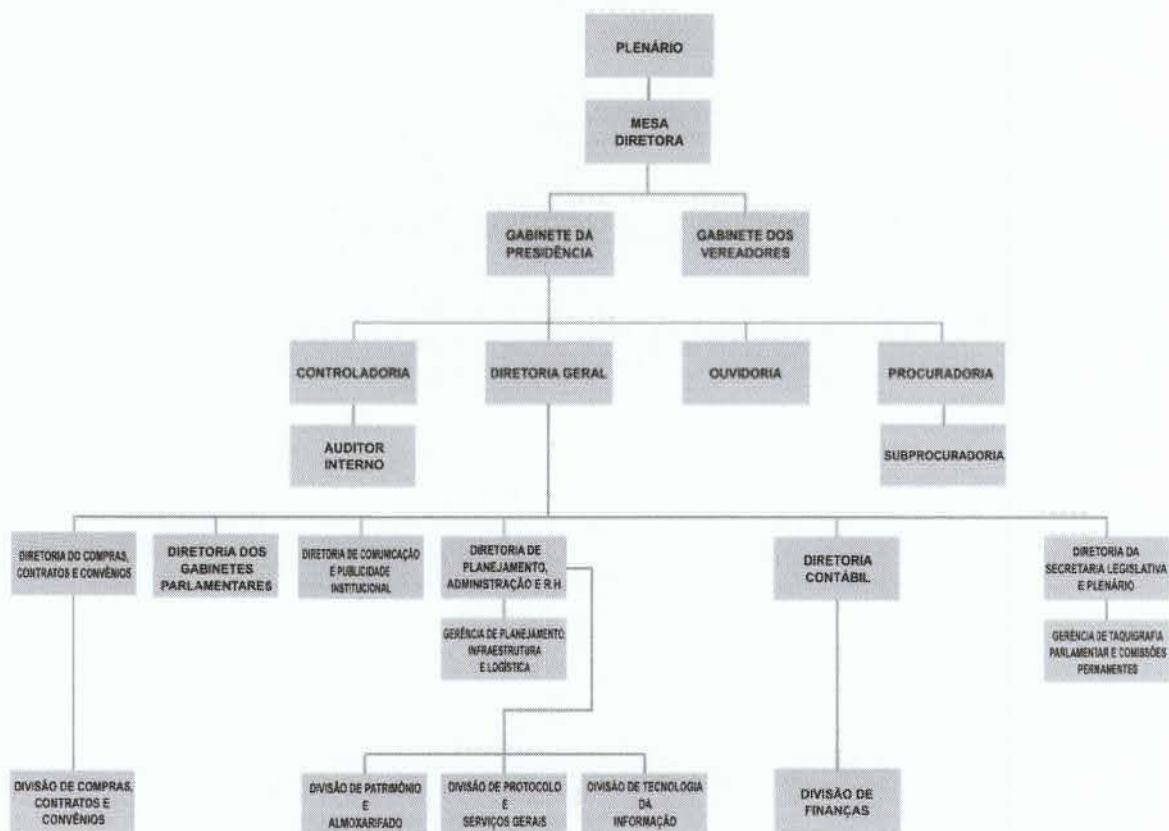 PLENÁRIO
MESA
DIRETORA
GABINETE DA
PRESIDÊNCIA
GABINETE DOS
VEREADORES
CONTROLADORIA
DIRETORIA GERAL
OUVIDORIA
PROCURADORIA
AUDITOR
INTERNO
SUBPROCURADORIA
DIRETORIA DO COMPRAS,
CONTRATOS E CONVÊNIOS
DIRETORIA DOS
GABINETES
PARLAMENTARES
DIRETORIA DE COMUNICAÇÃO
E PUBLICIDADE
INSTITUCIONAL
DIRETORIA DE
PLANEJAMENTO,
ADMINISTRAÇÃO E R.H.
DIRETORIA
CONTÁBIL
DIRETORIA DA
SECRETARIA LEGISLATIVA
E PLENÁRIO
GERÊNCIA DE PLANEJAMENTO
INFRAESTRUTURA
E LOGÍSTICA
GERÊNCIA DE TAQUIGRAFIA
PARLAMENTAR E COMISSÕES
PERMANENTES
DIVISÃO DE COMPRAS,
CONTRATOS E
CONVÊNIOS
DIVISÃO DE PATRIMÔNIO
E
ALMOXARIFADO
DIVISÃO DE PROTOCOLO
E
SERVIÇOS GERAIS
DIVISÃO DE TECNOLOGIA
DA
INFORMAÇÃO
DIVISÃO DE
FINANÇAS